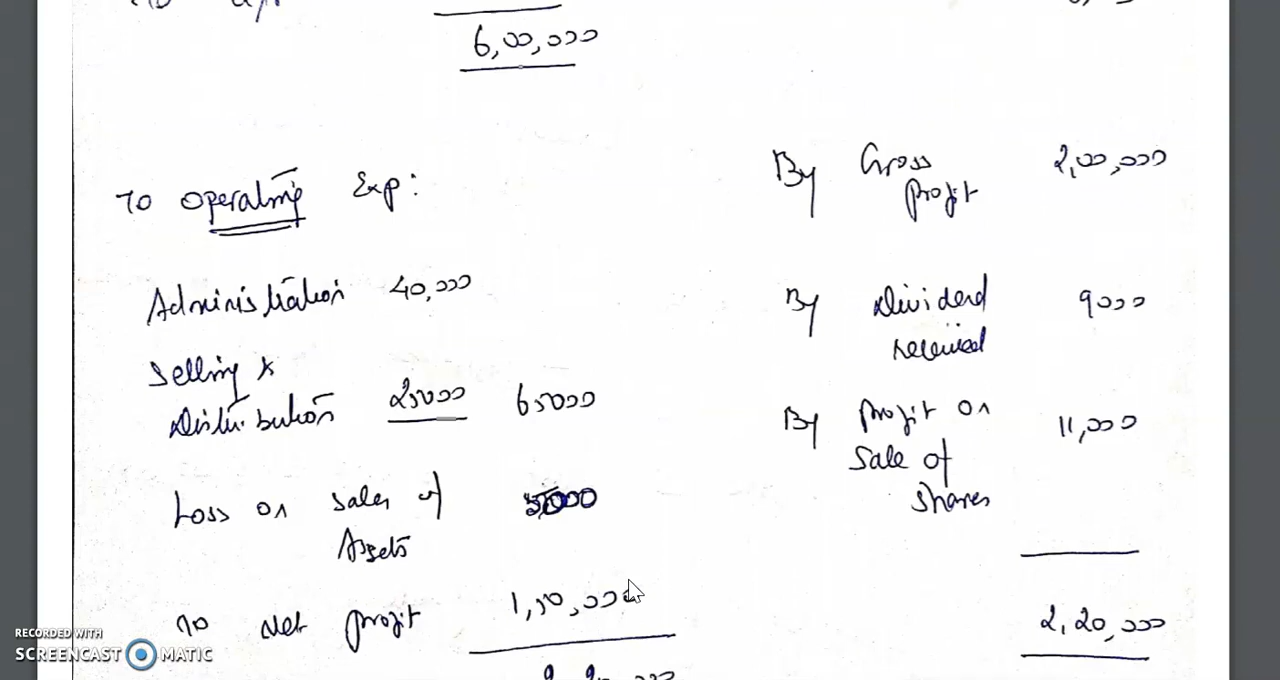 6,00,000
To Operating Exp:
By Gross 2,00,000
profit
Administration 40,000
By Dividend 9000
received
Selling &
Distribution 25000 65000
By Profit on 11,000
Sale of
shares
Loss on sales of 5000
Assets
To Net profit 1,50,000
2,20,000
RECORDED WITH
SCREENCAST MATIC